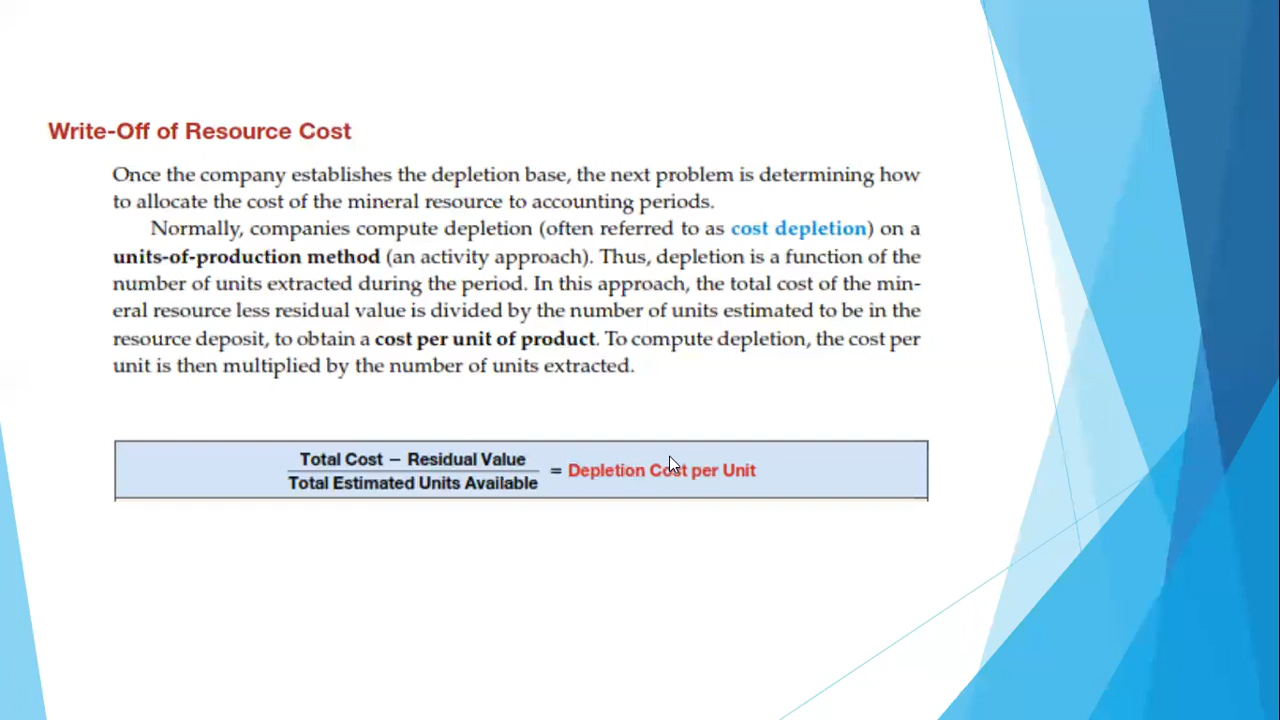 Write-Off of Resource Cost
Once the company establishes the depletion base, the next problem is determining how
to allocate the cost of the mineral resource to accounting periods.
Normally, companies compute depletion (often referred to as cost depletion) on a
units-of-production method (an activity approach). Thus, depletion is a function of the
number of units extracted during the period. In this approach, the total cost of the min-
eral resource less residual value is divided by the number of units estimated to be in the
resource deposit, to obtain a cost per unit of product. To compute depletion, the cost per
unit is then multiplied by the number of units extracted.
Total Cost − Residual Value
Total Estimated Units Available
= Depletion Cost per Unit